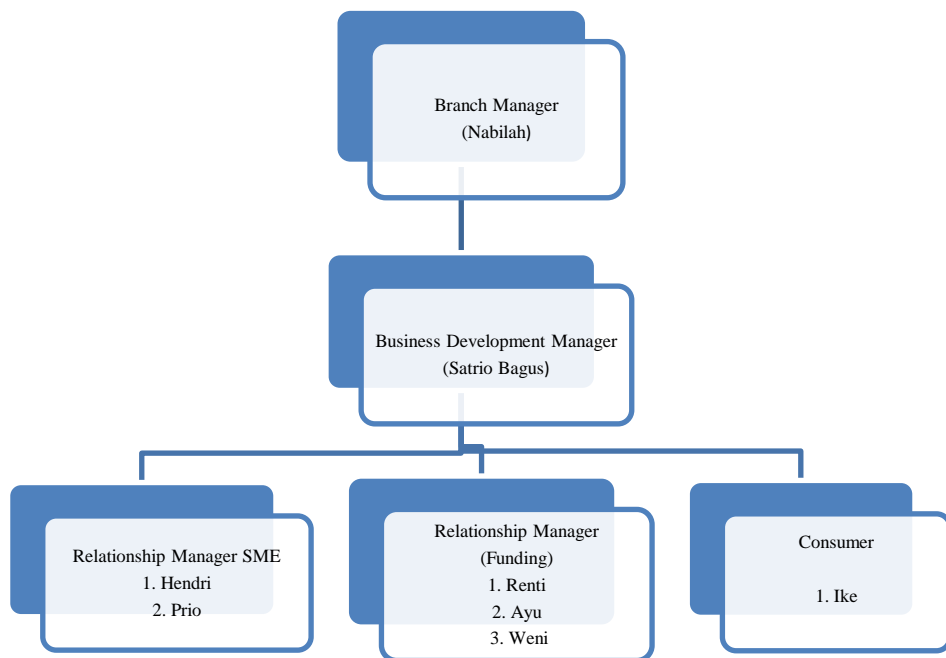 Branch Manager
(Nabilah)
Business Development Manager
(Satrio Bagus)
Relationship Manager SME
1. Hendri
2. Prio
Relationship Manager
(Funding)
1. Renti
2. Ayu
3. Weni
Consumer
1. Ike